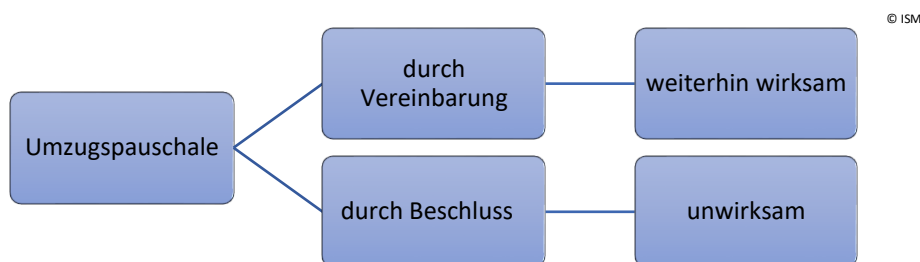 © ISM
durch
Vereinbarung
weiterhin wirksam
Umzugspauschale
durch Beschluss
unwirksam